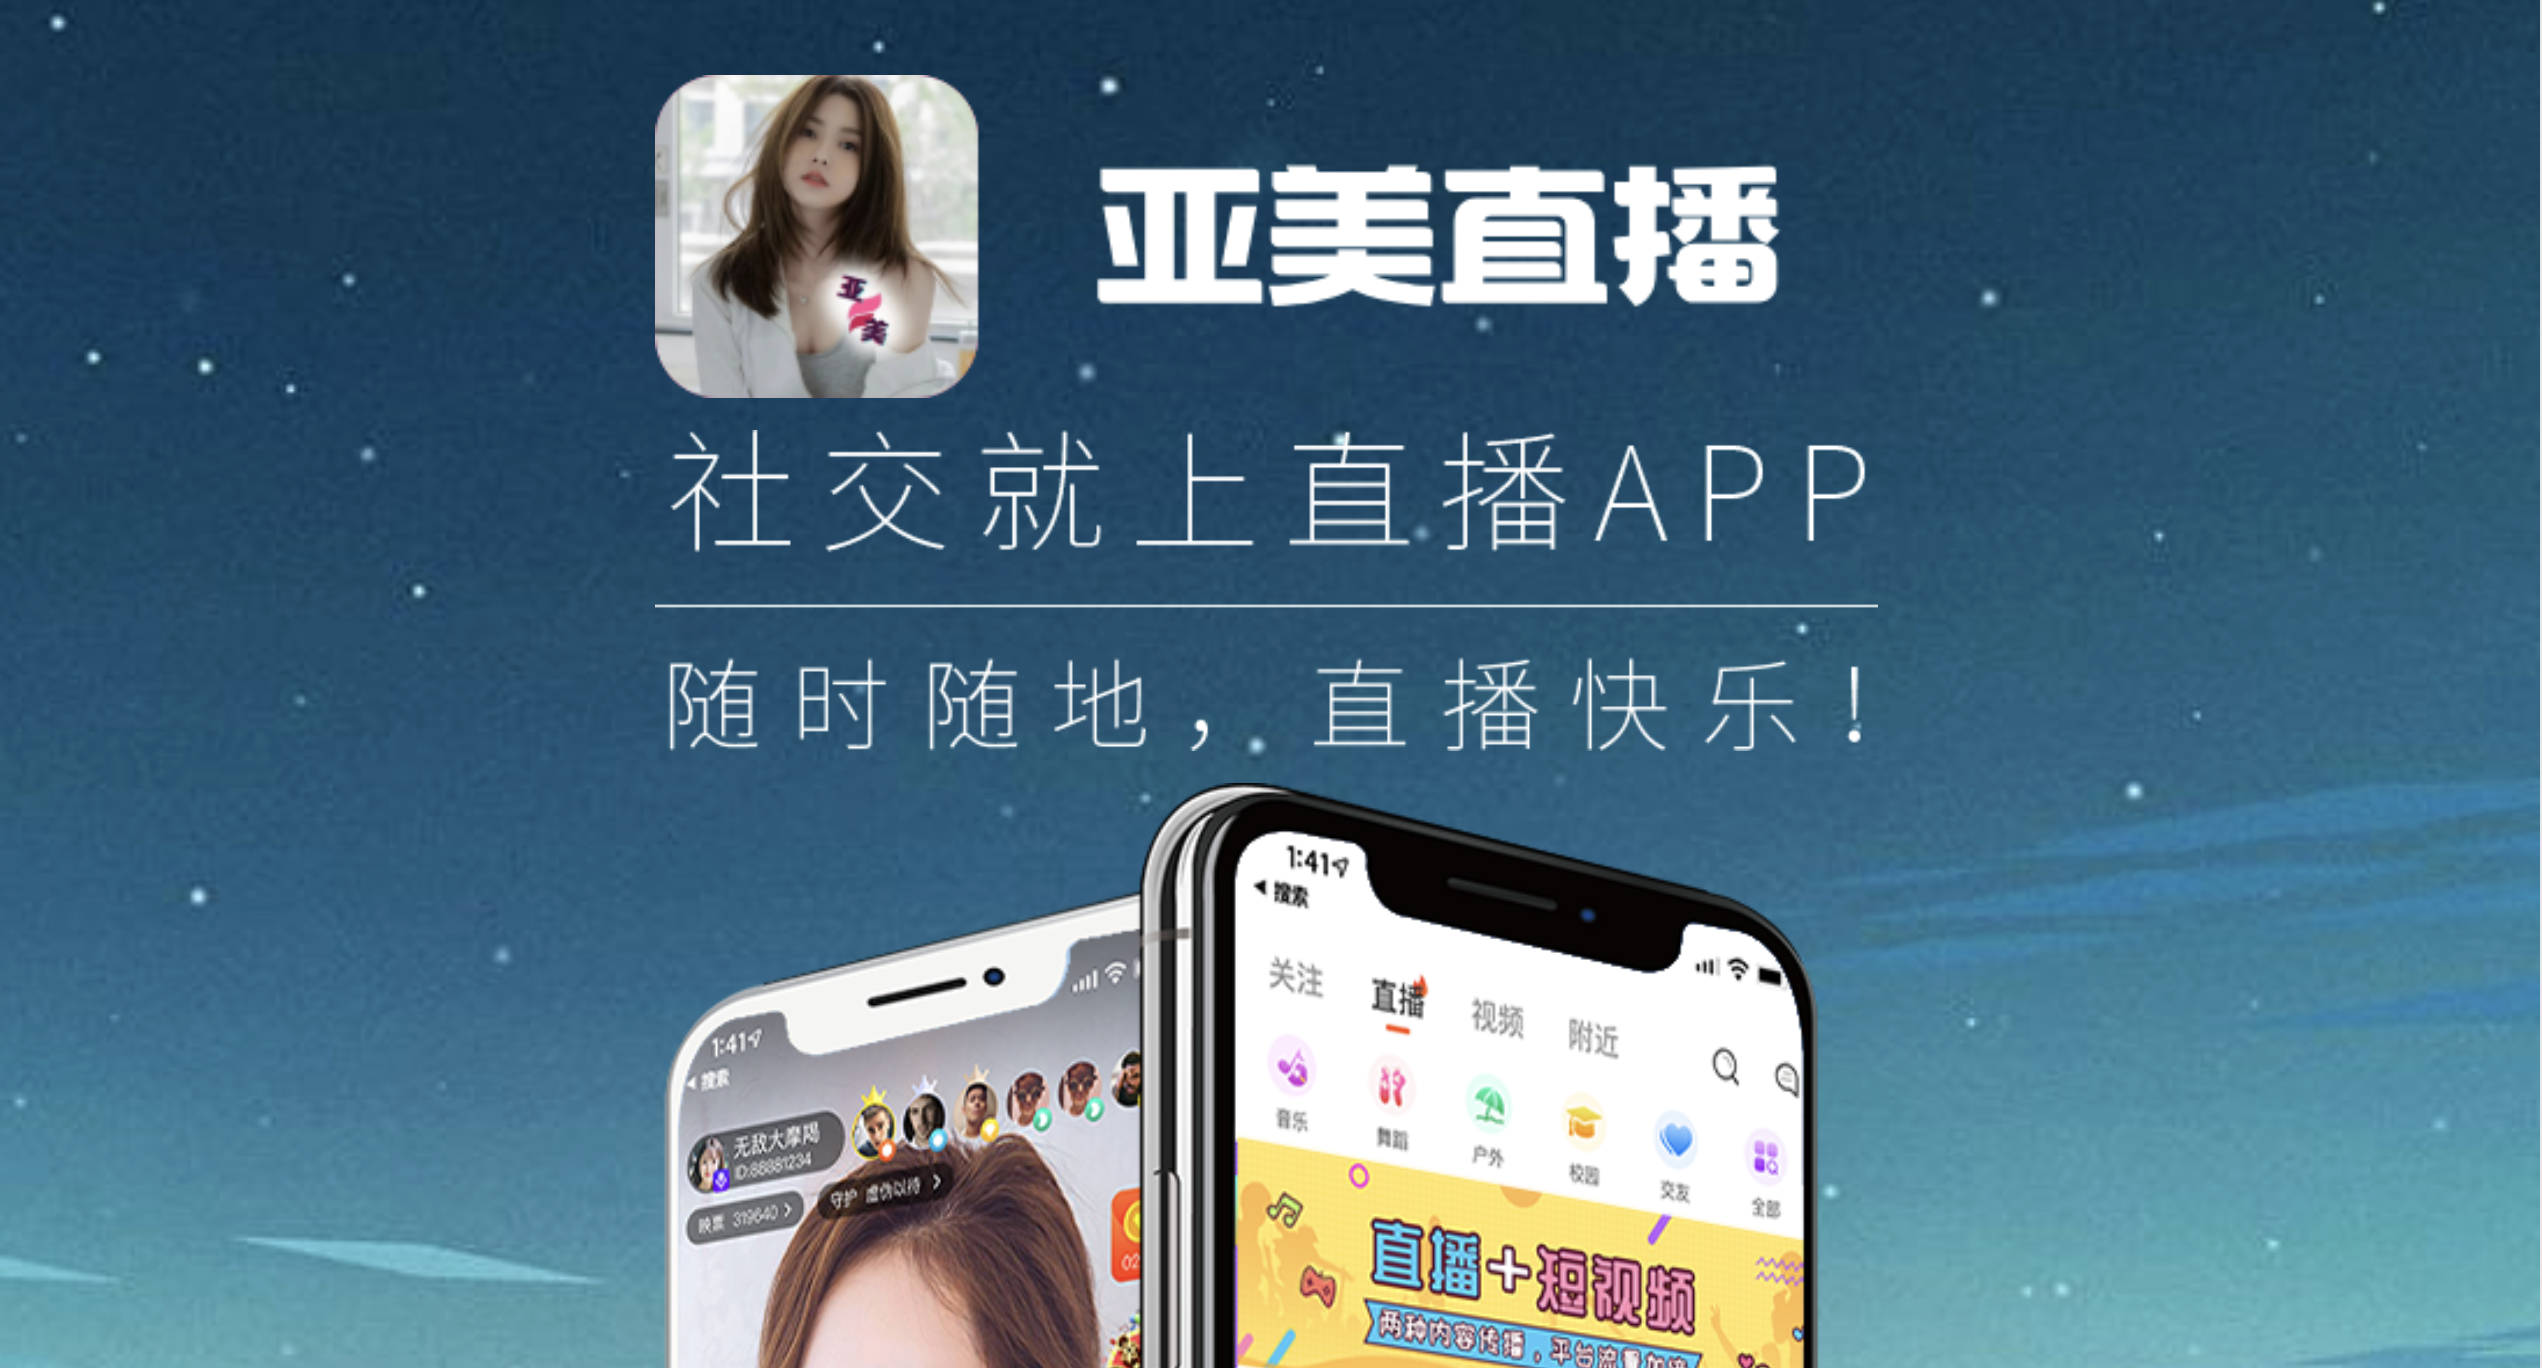 亚美直播
亚
美
社交就上直播APP
随时随地，直播快乐！
1:41
搜索
无敌大摩羯
ID:88881234
映票 319640
守护 虚伪以待
02
1:41
搜索
关注 直播 视频 附近
音乐 舞蹈 户外 校园 交友 全部
直播+短视频
两种内容传播，平台流量加速